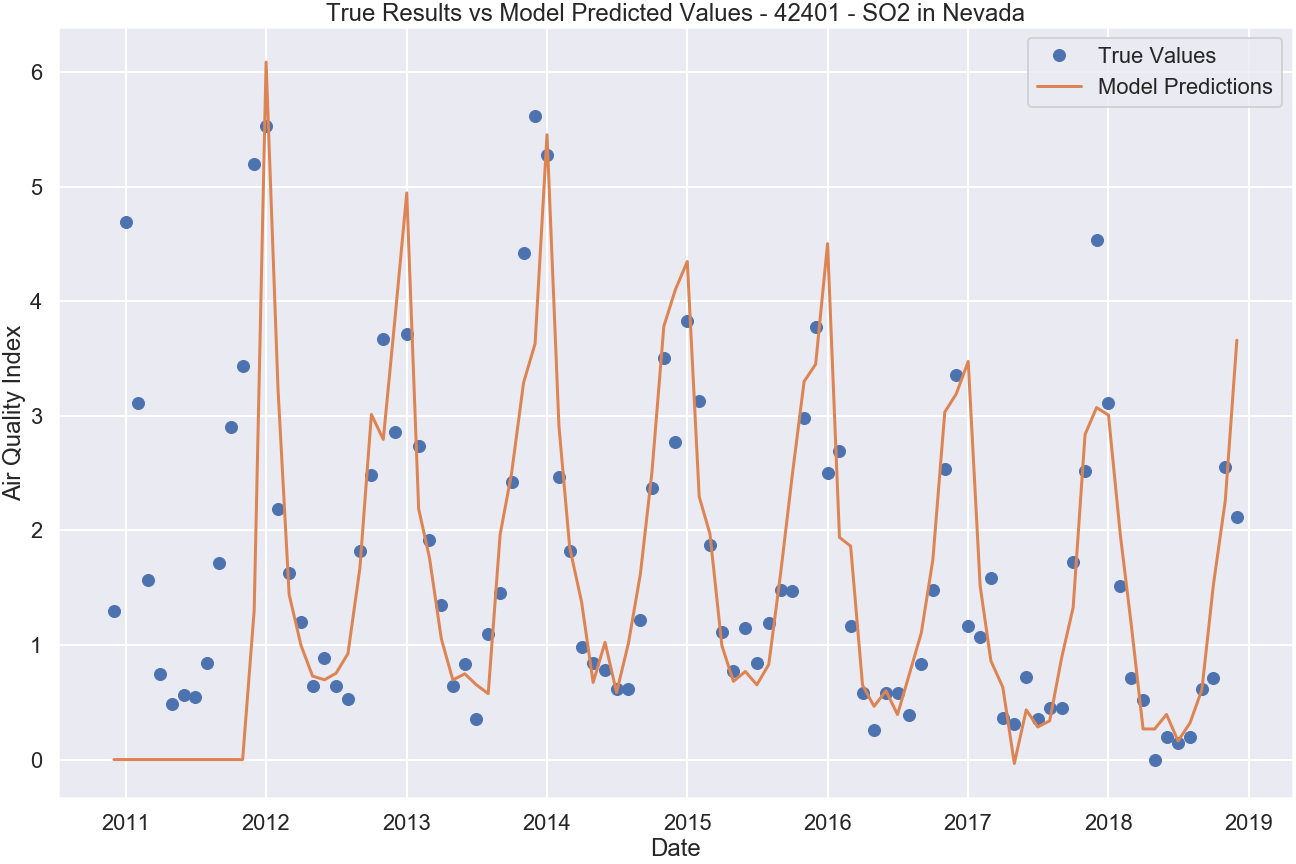 True Results vs Model Predicted Values - 42401 - SO2 in Nevada
True Values
Model Predictions
Air Quality Index
6
5
4
3
2
1
0
2011 2012 2013 2014 2015 2016 2017 2018 2019
Date